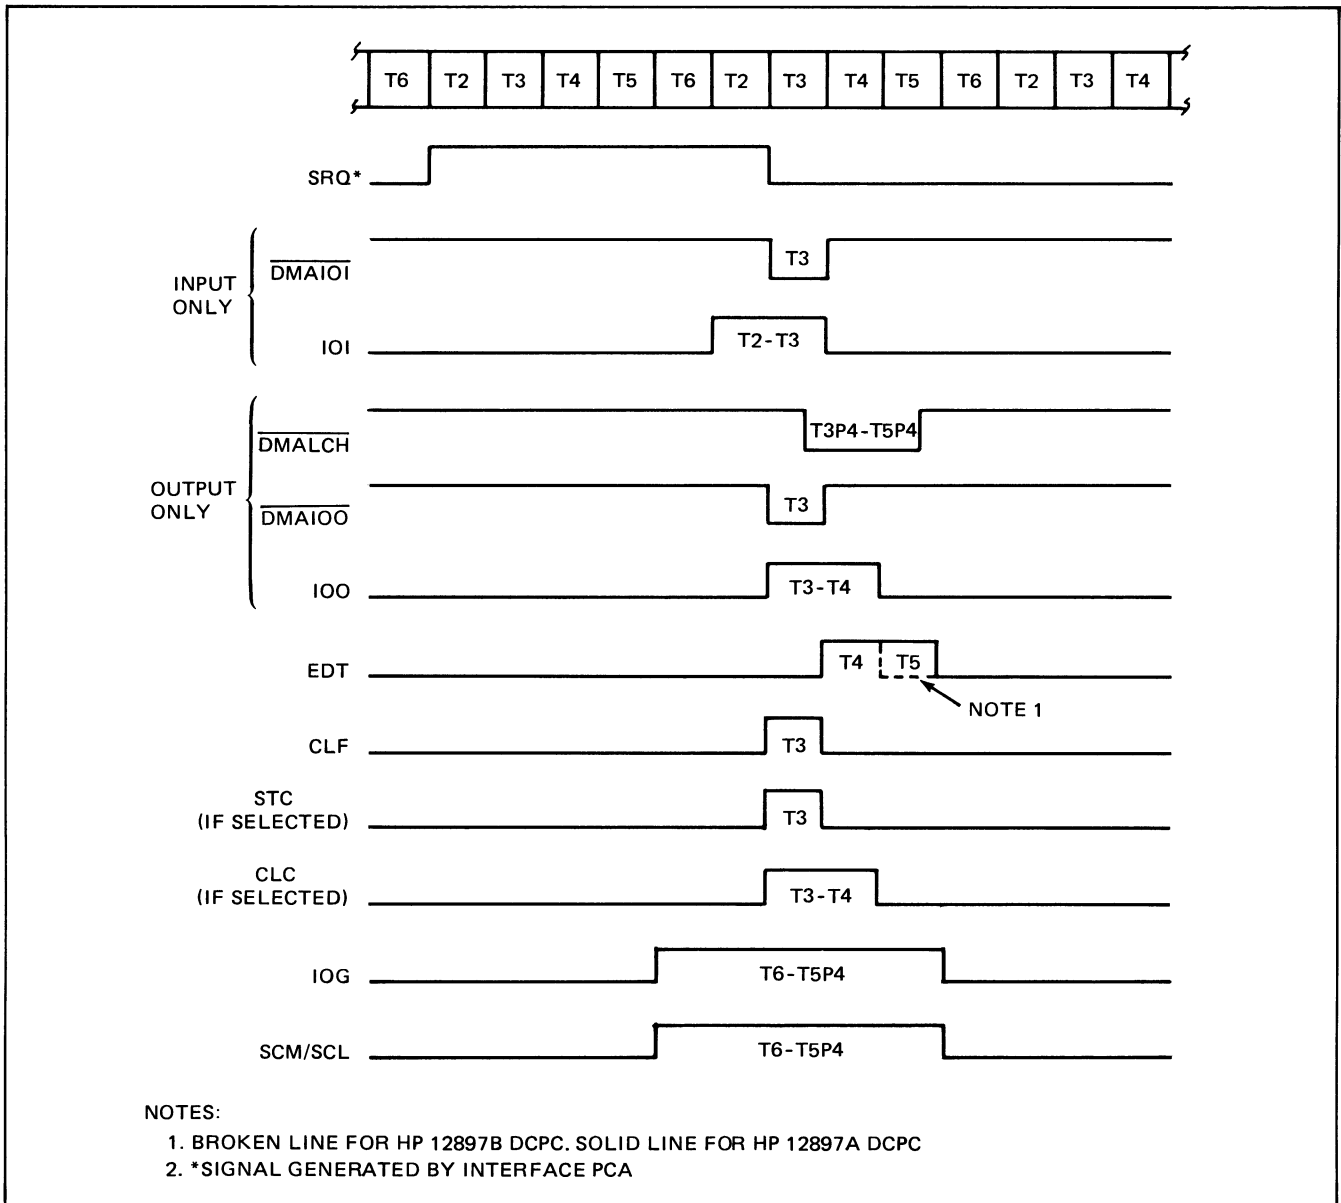 T6 T2 T3 T4 T5 T6 T2 T3 T4 T5 T6 T2 T3 T4
SRQ*
INPUT
ONLY
DMAIOI
T3
IOI
T2-T3
OUTPUT
ONLY
DMALCH
T3P4-T5P4
DMAIOO
T3
IOO
T3-T4
EDT
T4 T5
NOTE 1
CLF
T3
STC
(IF SELECTED)
T3
CLC
(IF SELECTED)
T3-T4
IOG
T6-T5P4
SCM/SCL
T6-T5P4
NOTES:
1. BROKEN LINE FOR HP 12897B DCPC. SOLID LINE FOR HP 12897A DCPC
2. *SIGNAL GENERATED BY INTERFACE PCA